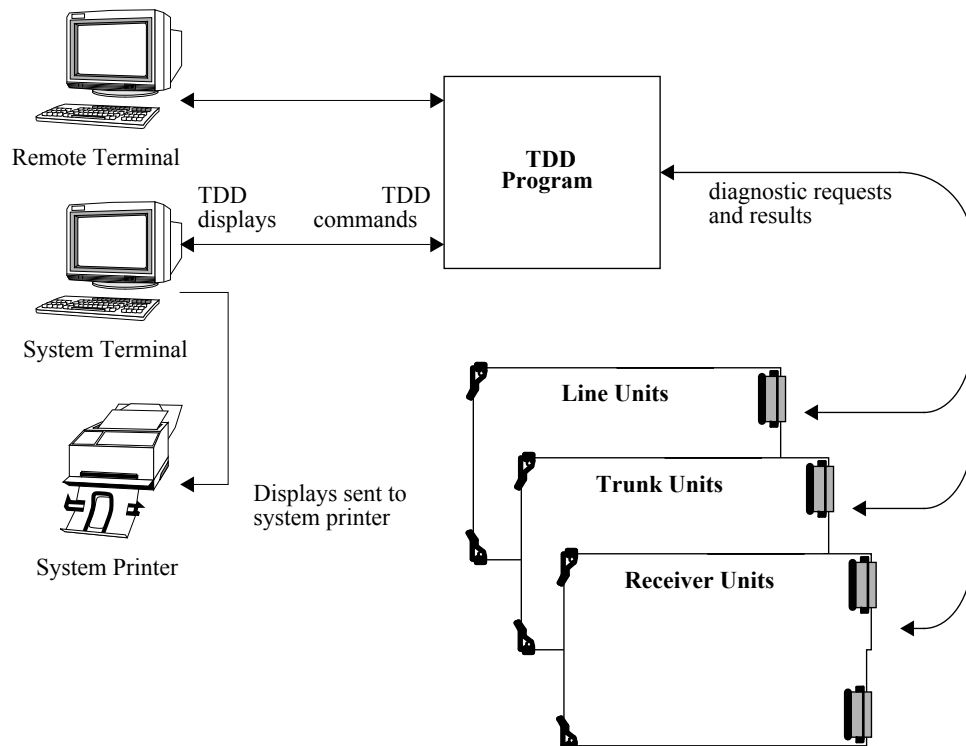 Remote Terminal
TDD
Program
TDD
displays
TDD
commands
diagnostic requests
and results
System Terminal
Line Units
Trunk Units
Displays sent to
system printer
System Printer
Receiver Units